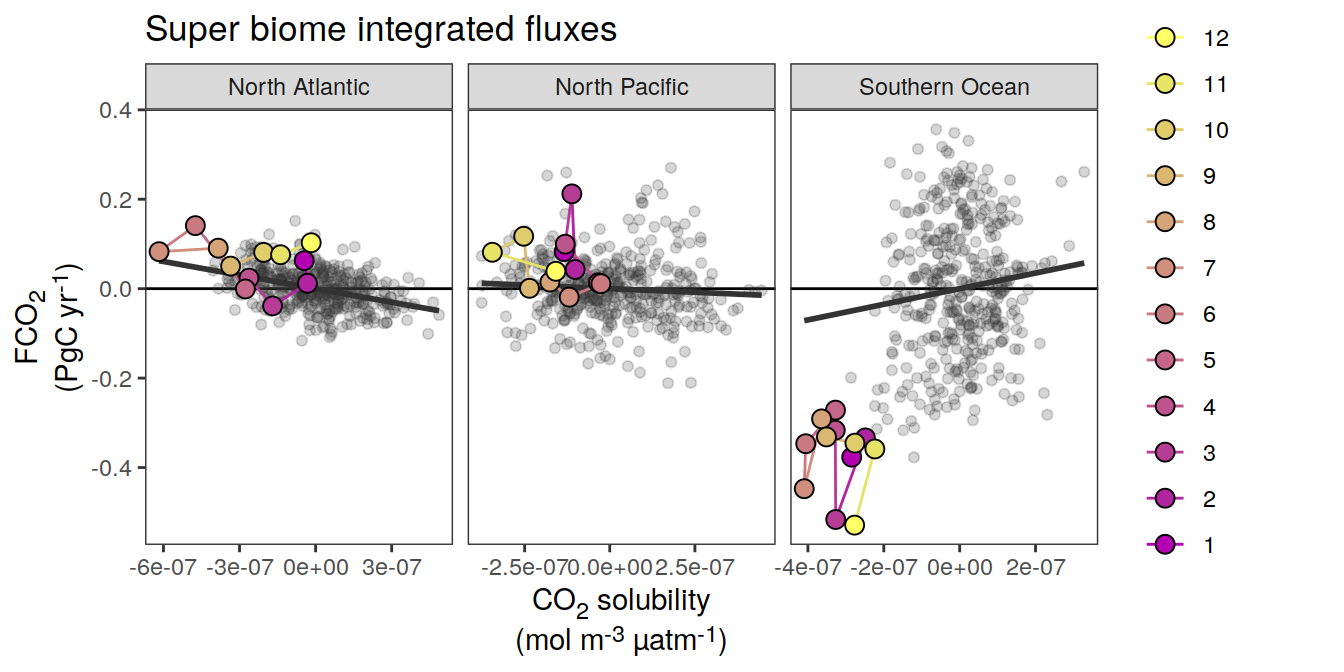 Super biome integrated fluxes
North Atlantic
North Pacific
Southern Ocean
0.4
0.2
0.0
-0.2
-0.4
FCO2
(PgC yr-1)
-6e-07 -3e-07 0e+00 3e-07
-2.5e-07 0.0e+00 2.5e-07
-4e-07 -2e-07 0e+00 2e-07
CO2 solubility
(mol m-3 µatm-1)
12
11
10
9
8
7
6
5
4
3
2
1